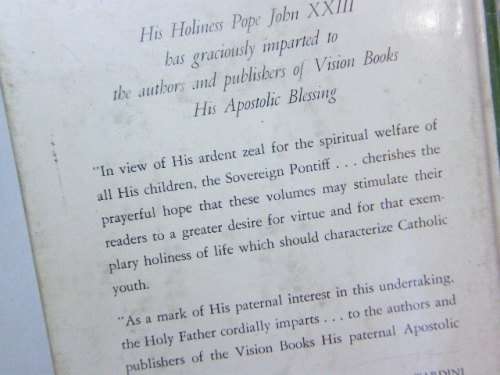 His Holiness Pope John XXIII
has graciously imparted to
the authors and publishers of Vision Books
His Apostolic Blessing
"In view of His ardent zeal for the spiritual welfare of
all His children, the Sovereign Pontiff . . . cherishes the
prayerful hope that these volumes may stimulate their
readers to a greater desire for virtue and for that exem-
plary holiness of life which should characterize Catholic
youth.
"As a mark of His paternal interest in this undertaking,
the Holy Father cordially imparts . . . to the authors and
publishers of the Vision Books His paternal Apostolic